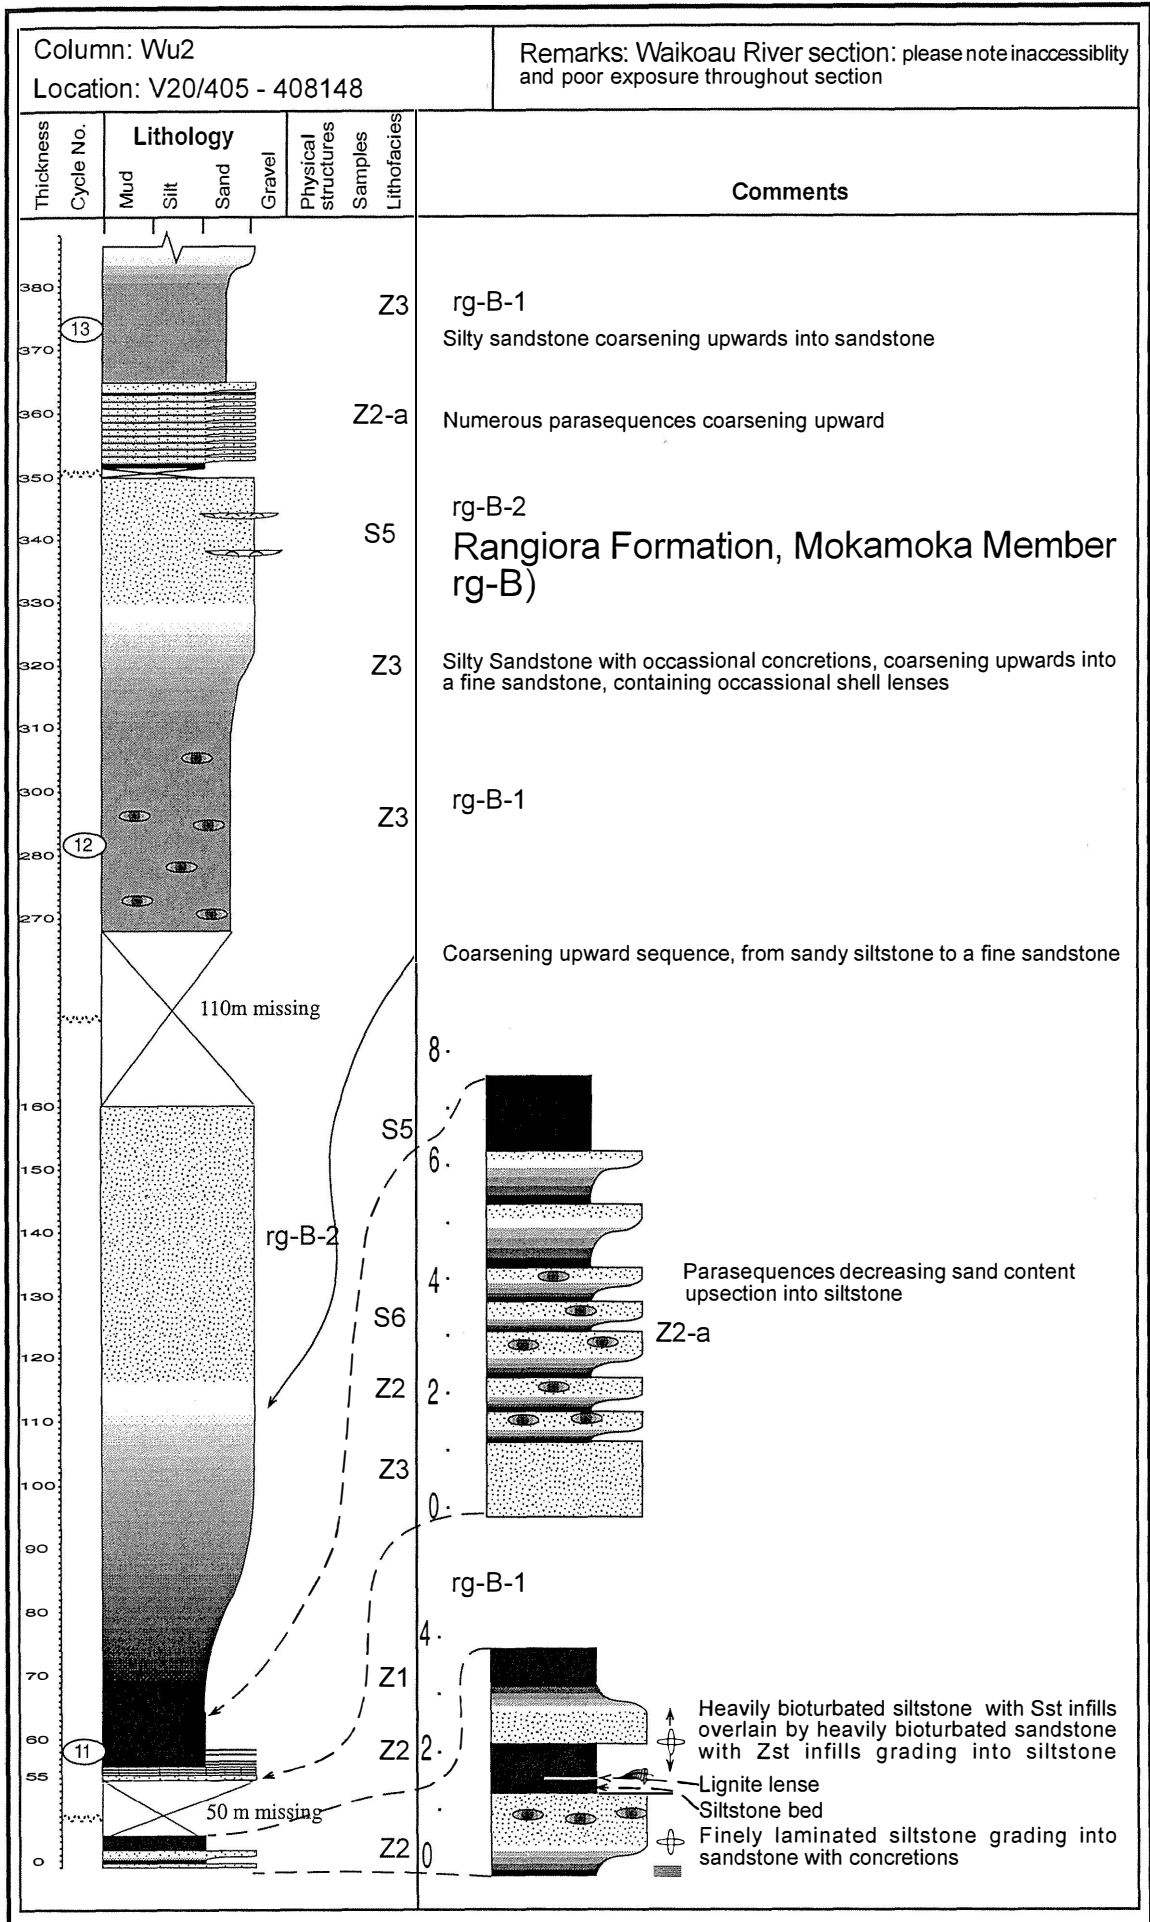 Column: Wu2
Location: V20/405 - 408148
Remarks: Waikoau River section: please note inaccessiblity
and poor exposure throughout section
Thickness
Cycle No.
Lithology
Mud
Silt
Sand
Gravel
Physical
structures
Samples
Lithofacies
Comments
380
Z3
rg-B-1
13
Silty sandstone coarsening upwards into sandstone
370
360
Z2-a
Numerous parasequences coarsening upward
350
rg-B-2
340
S5
Rangiora Formation, Mokamoka Member
rg-B)
330
320
Z3
Silty Sandstone with occassional concretions, coarsening upwards into
a fine sandstone, containing occassional shell lenses
310
300
rg-B-1
Z3
12
280
270
Coarsening upward sequence, from sandy siltstone to a fine sandstone
110m missing
8
160
S5
6
150
140
rg-B-2
4
Parasequences decreasing sand content
upsection into siltstone
130
S6
Z2-a
120
Z2
2
110
Z3
100
0
90
rg-B-1
80
4
70
Z1
Heavily bioturbated siltstone with Sst infills
overlain by heavily bioturbated sandstone
with Zst infills grading into siltstone
60
11
Z2
2
55
Lignite lense
Siltstone bed
50 m missing
Finely laminated siltstone grading into
sandstone with concretions
0
Z2
0